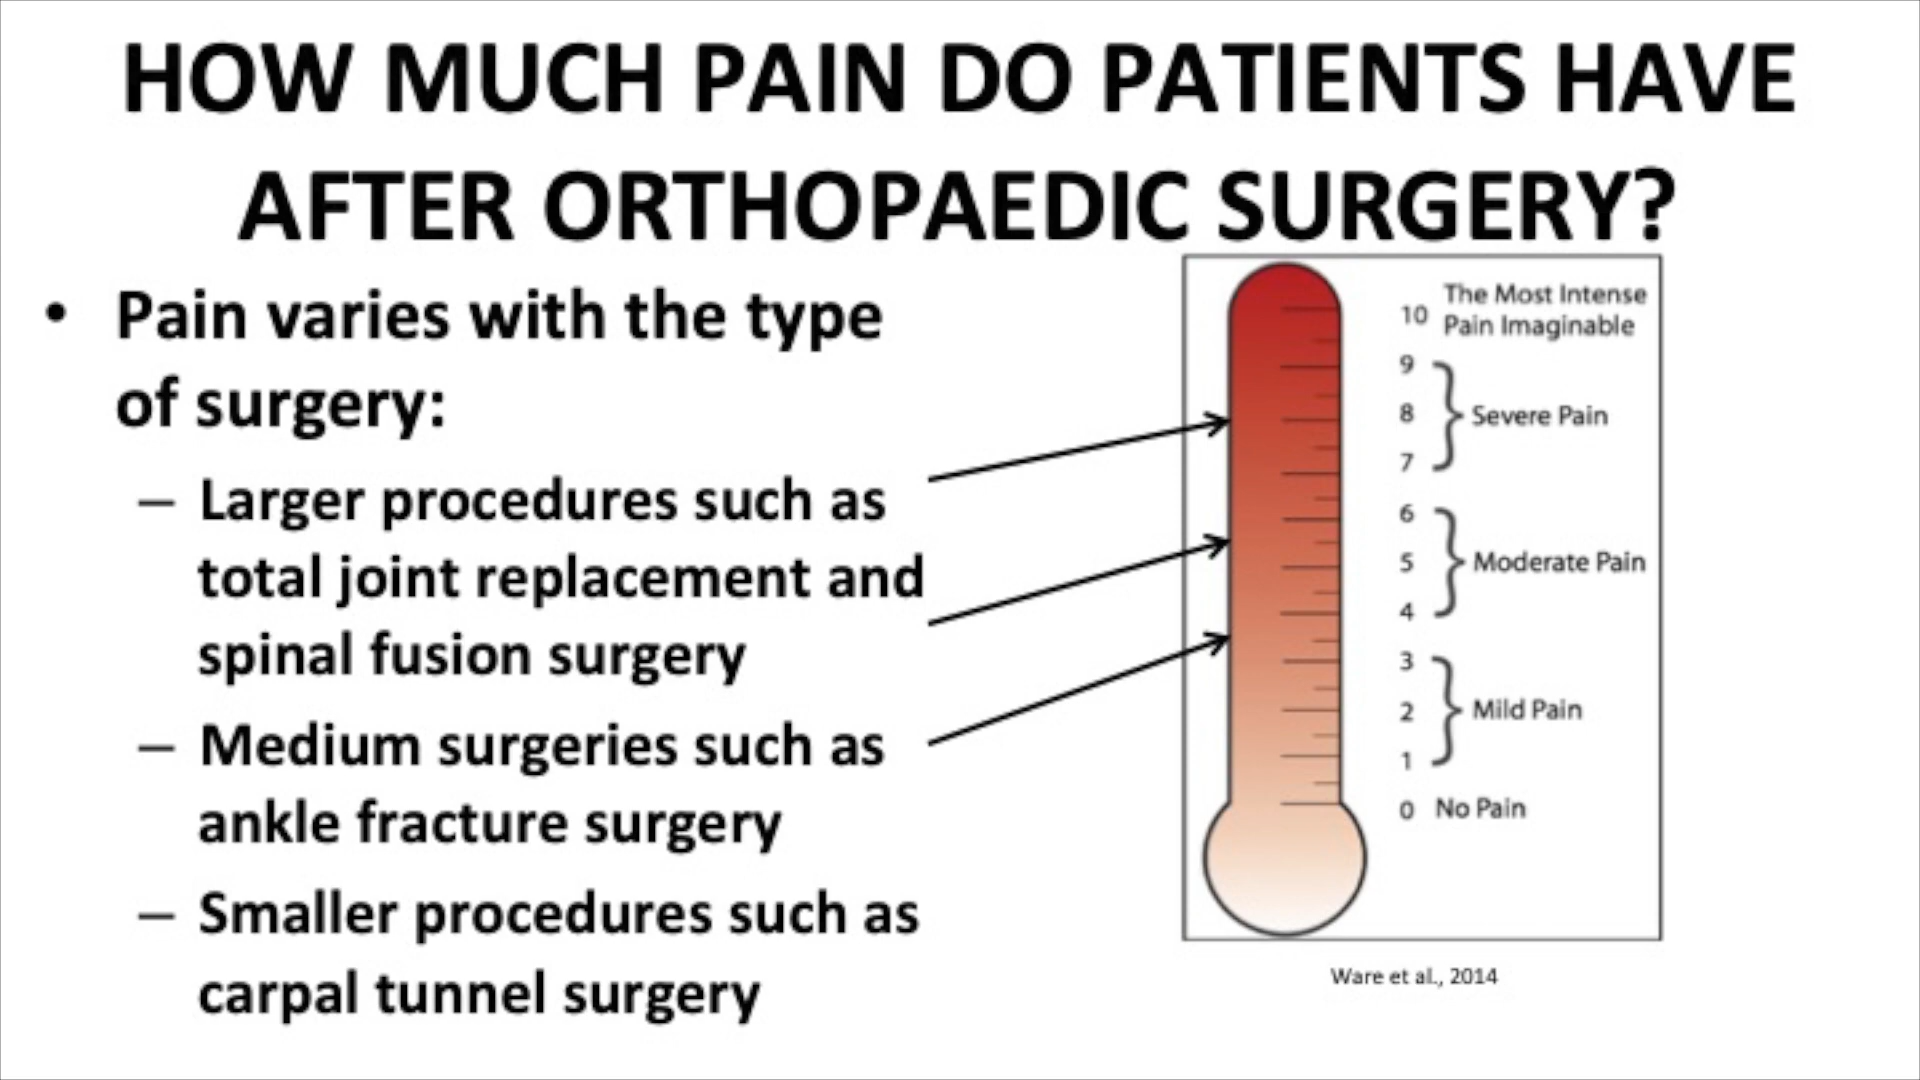 HOW MUCH PAIN DO PATIENTS HAVE
AFTER ORTHOPAEDIC SURGERY?
• Pain varies with the type
of surgery:
– Larger procedures such as
total joint replacement and
spinal fusion surgery
– Medium surgeries such as
ankle fracture surgery
– Smaller procedures such as
carpal tunnel surgery
10 The Most Intense
Pain Imaginable
9
8 Severe Pain
7
6
5 Moderate Pain
4
3
2 Mild Pain
1
0 No Pain
Ware et al., 2014